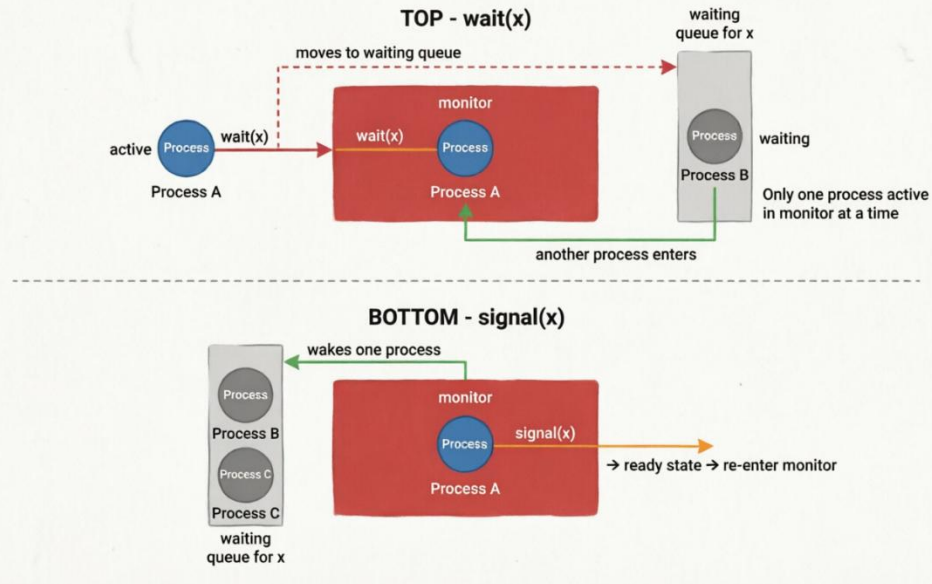 TOP - wait(x)
waiting
queue for x
moves to waiting queue
monitor
active
Process
wait(x)
wait(x)
Process
Process
waiting
Process A
Process A
Process B
Only one process active
in monitor at a time
another process enters
BOTTOM - signal(x)
wakes one process
monitor
Process
Process B
Process
signal(x)
→ ready state → re-enter monitor
Process C
Process A
Process C
waiting
queue for x